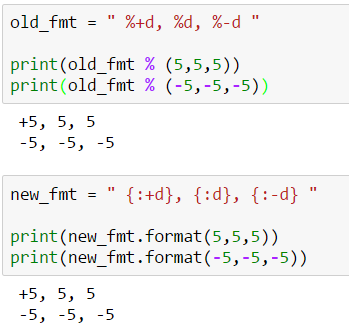 old_fmt = " %+d, %d, %-d "
print(old_fmt % (5,5,5))
print(old_fmt % (-5,-5,-5))
+5, 5, 5
-5, -5, -5
new_fmt = " {:+d}, {:d}, {:-d} "
print(new_fmt.format(5,5,5))
print(new_fmt.format(-5,-5,-5))
+5, 5, 5
-5, -5, -5